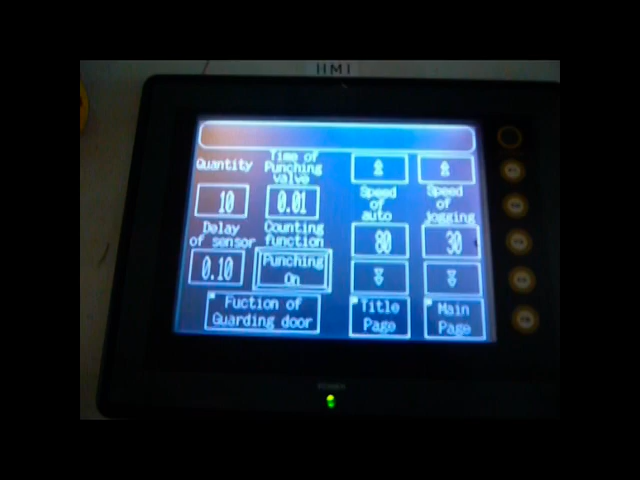 HMI
Quantity
Time of
Punching
valve
10
0.01
Speed
of
auto
Speed
of
jogging
Delay
of sensor
Counting
function
80
30
0.10
Punching
On
Fuction of
Guarding door
Title
Page
Main
Page
POWER